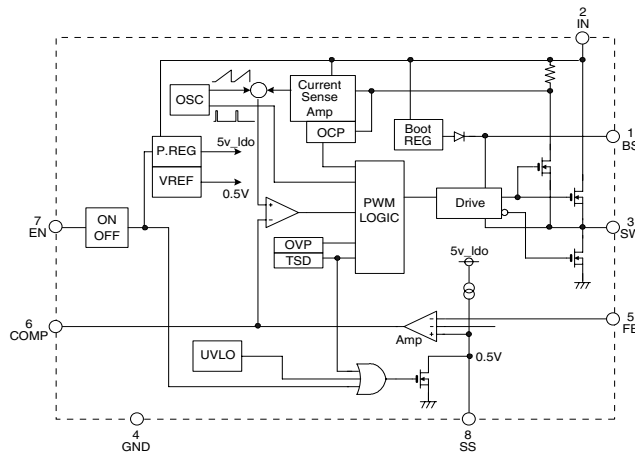 2
IN
OSC
Current
Sense
Amp
OCP
Boot
REG
1
BS
P.REG
VREF
5v_ldo
0.5V
PWM
LOGIC
Drive
7
EN
ON
OFF
3
SW
OVP
TSD
5v_ldo
6
COMP
Amp
5
FB
UVLO
0.5V
4
GND
8
SS